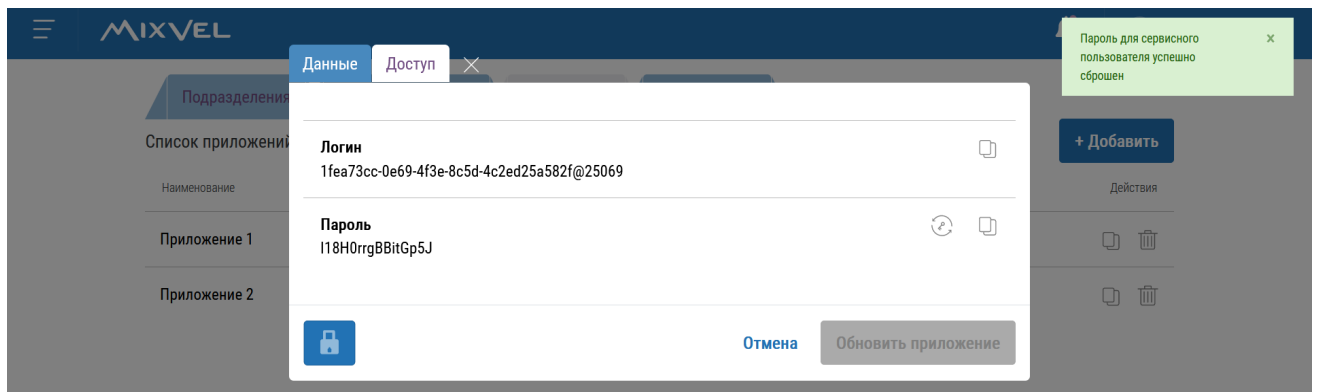 MIXVEL
Пароль для сервисного
пользователя успешно
сброшен
×
Данные
Доступ
Подразделения
Список приложений
+ Добавить
Логин
1fea73cc-0e69-4f3e-8c5d-4c2ed25a582f@25069
Наименование
Действия
Пароль
I18H0rrgBBitGp5J
Приложение 1
Приложение 2
Отмена
Обновить приложение